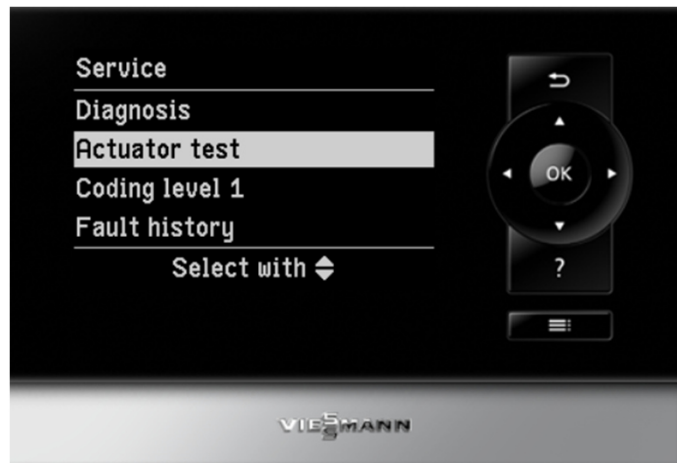 Service
Diagnosis
Actuator test
Coding level 1
Fault history
Select with
OK
?
VIESSMANN